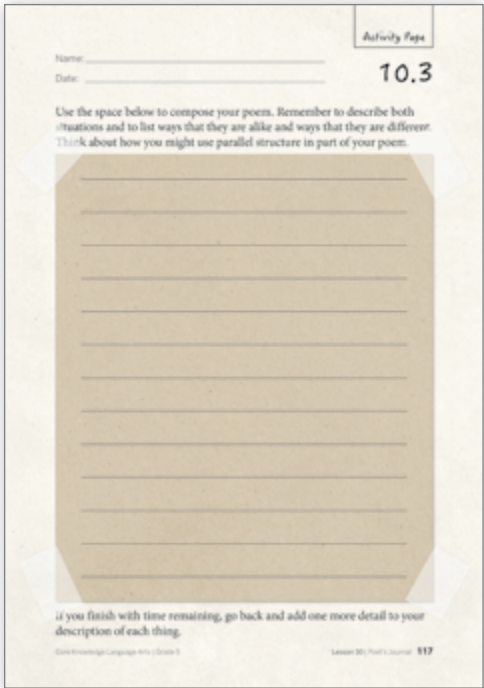 Activity Page
10.3
Name:
Date:
Use the space below to compose your poem. Remember to describe both
situations and to list ways that they are alike and ways that they are different.
Think about how you might use parallel structure in part of your poem.
If you finish with time remaining, go back and add one more detail to your
description of each thing.
Core Knowledge Language Arts | Grade 5
Lesson 10 | Poet's Journal 117